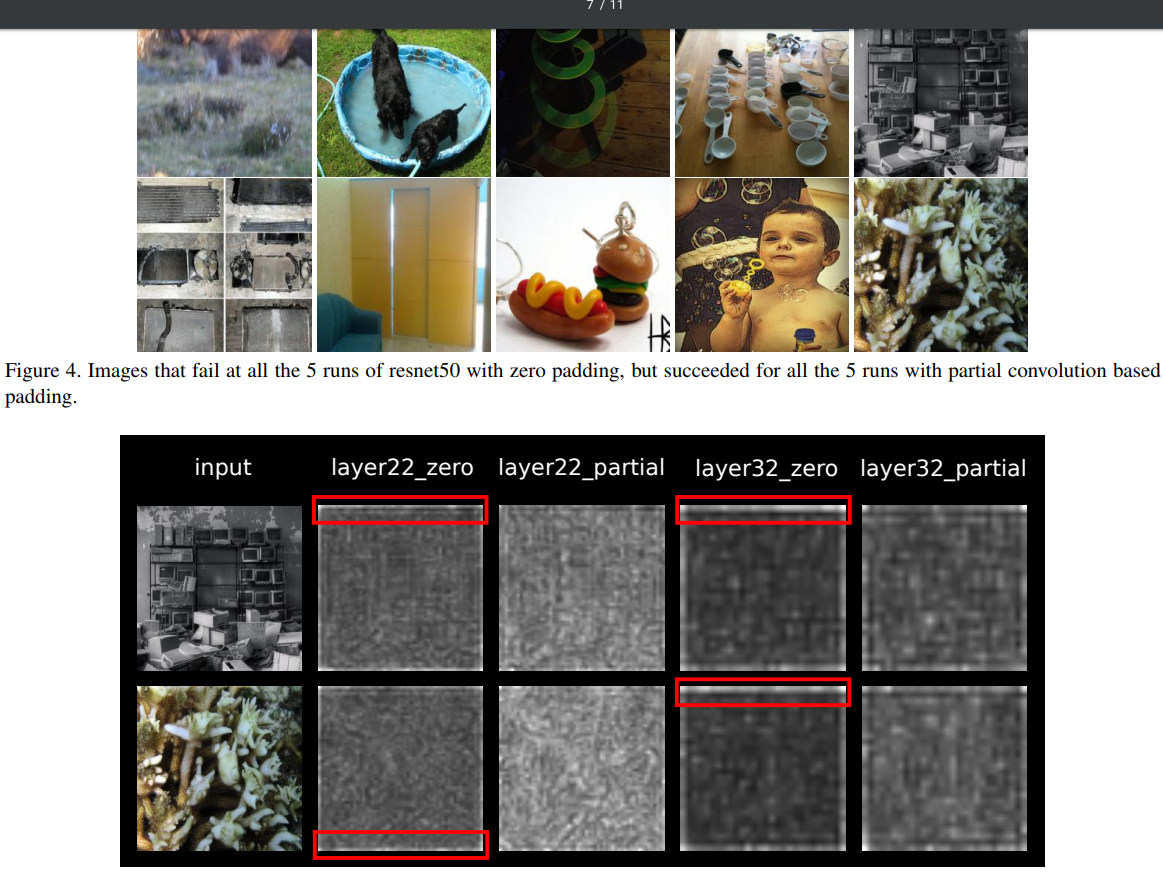 7 / 11
Figure 4. Images that fail at all the 5 runs of resnet50 with zero padding, but succeeded for all the 5 runs with partial convolution based
padding.
input layer22_zero layer22_partial layer32_zero layer32_partial